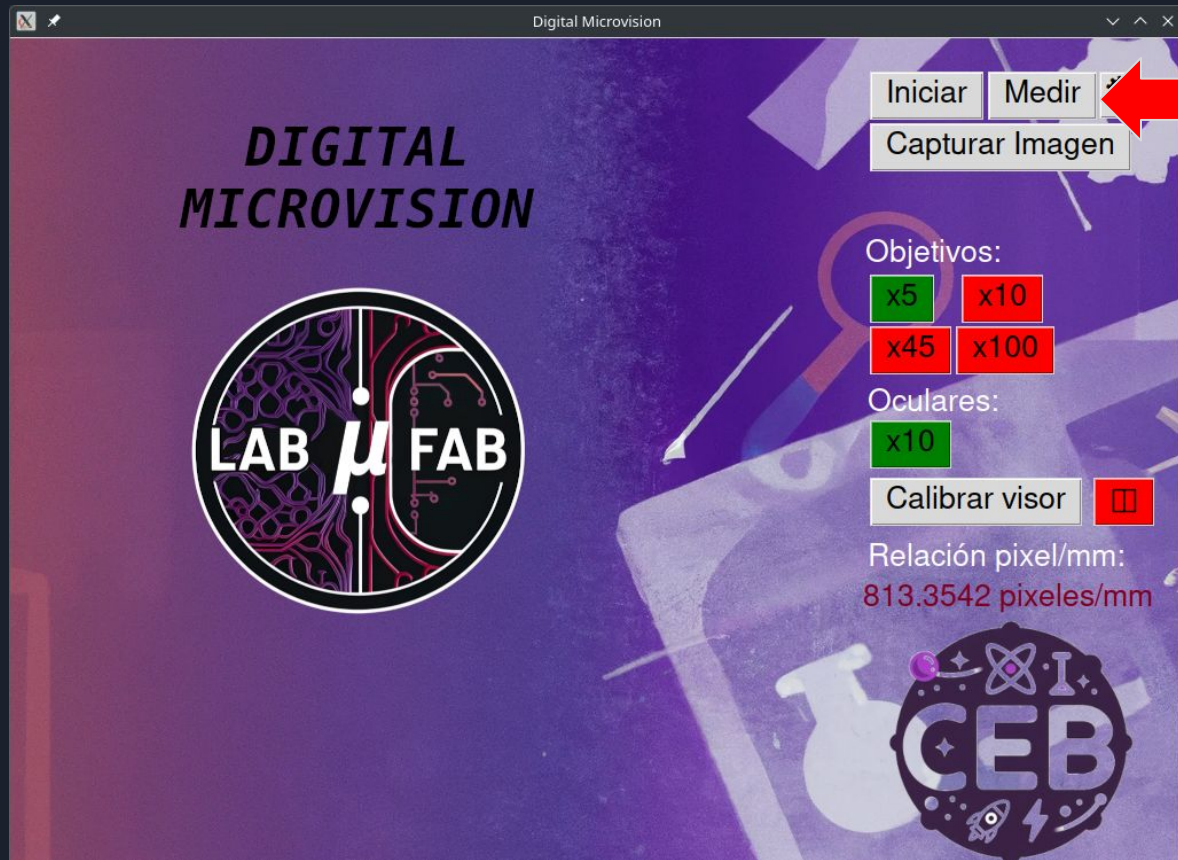 Digital Microvision
DIGITAL
MICROVISION
LAB μ FAB
Iniciar Medir
Capturar Imagen
Objetivos:
x5 x10
x45 x100
Oculares:
x10
Calibrar visor
Relación pixel/mm:
813.3542 pixeles/mm
CEB